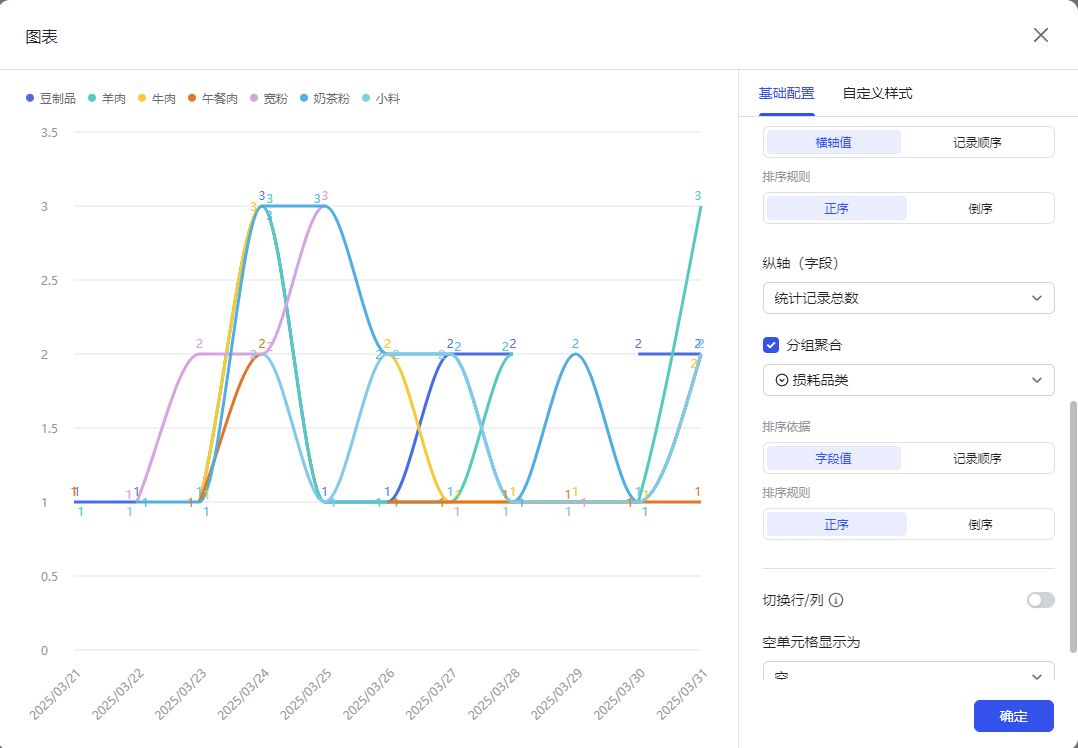 图表
豆制品 羊肉 牛肉 午餐肉 宽粉 奶茶粉 小料
3.5
3
2.5
2
1.5
1
0.5
0
2025/03/21 2025/03/22 2025/03/23 2025/03/24 2025/03/25 2025/03/26 2025/03/27 2025/03/28 2025/03/29 2025/03/30 2025/03/31
基础配置 自定义样式
横轴值 记录顺序
排序规则
正序 倒序
纵轴（字段）
统计记录总数
分组聚合
损耗品类
排序依据
字段值 记录顺序
排序规则
正序 倒序
切换行/列
空单元格显示为
空
确定